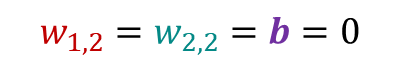 w₁,₂ = w₂,₂ = b = 0